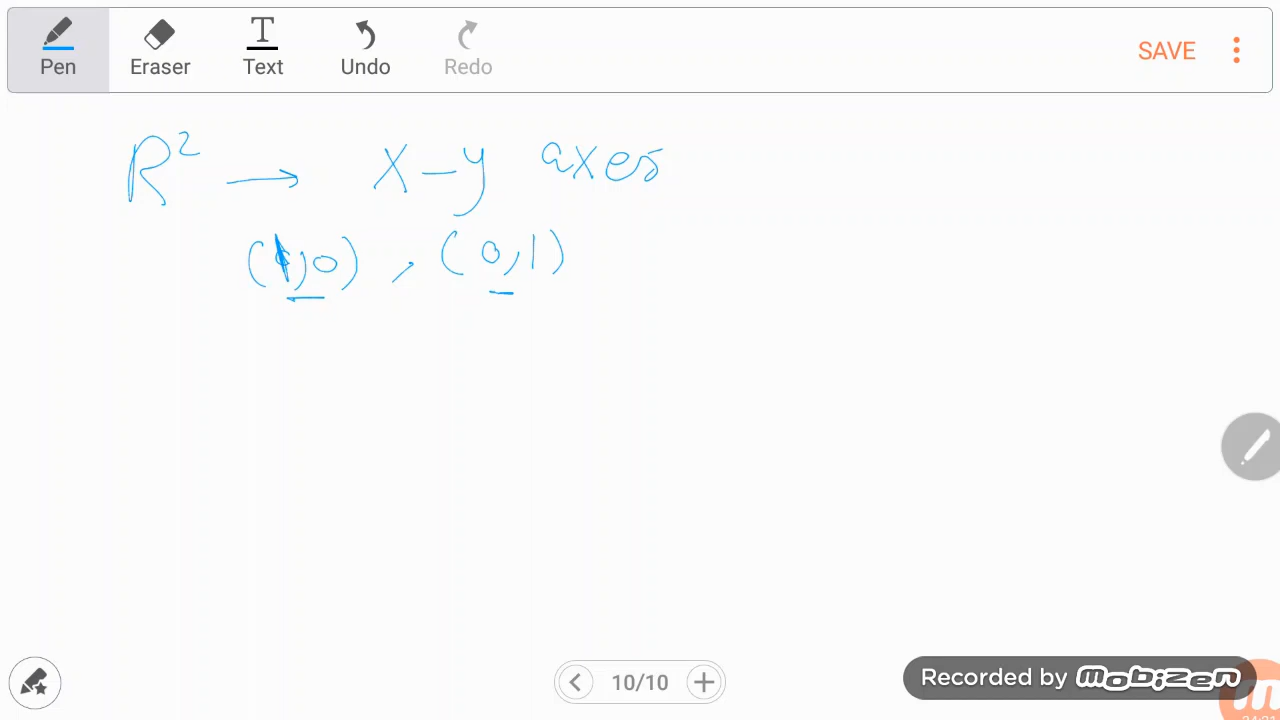 Pen Eraser Text Undo Redo SAVE
R² → X-y axes
(1,0) , (0,1)
10/10
Recorded by mobizen